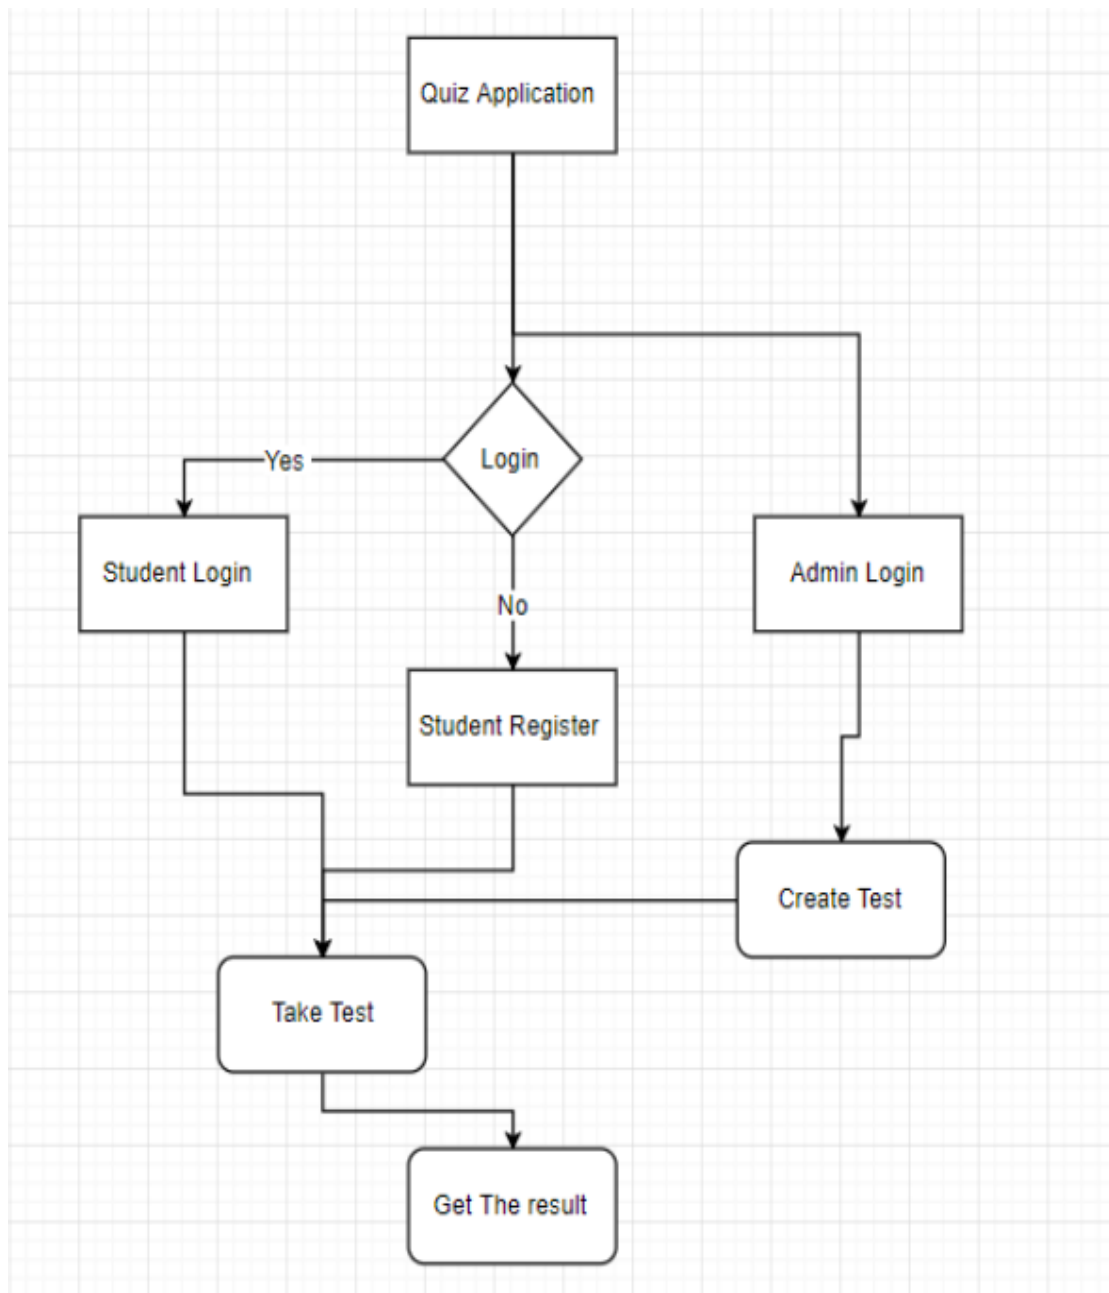 Quiz Application
Login
Yes
Student Login
Admin Login
No
Student Register
Create Test
Take Test
Get The result